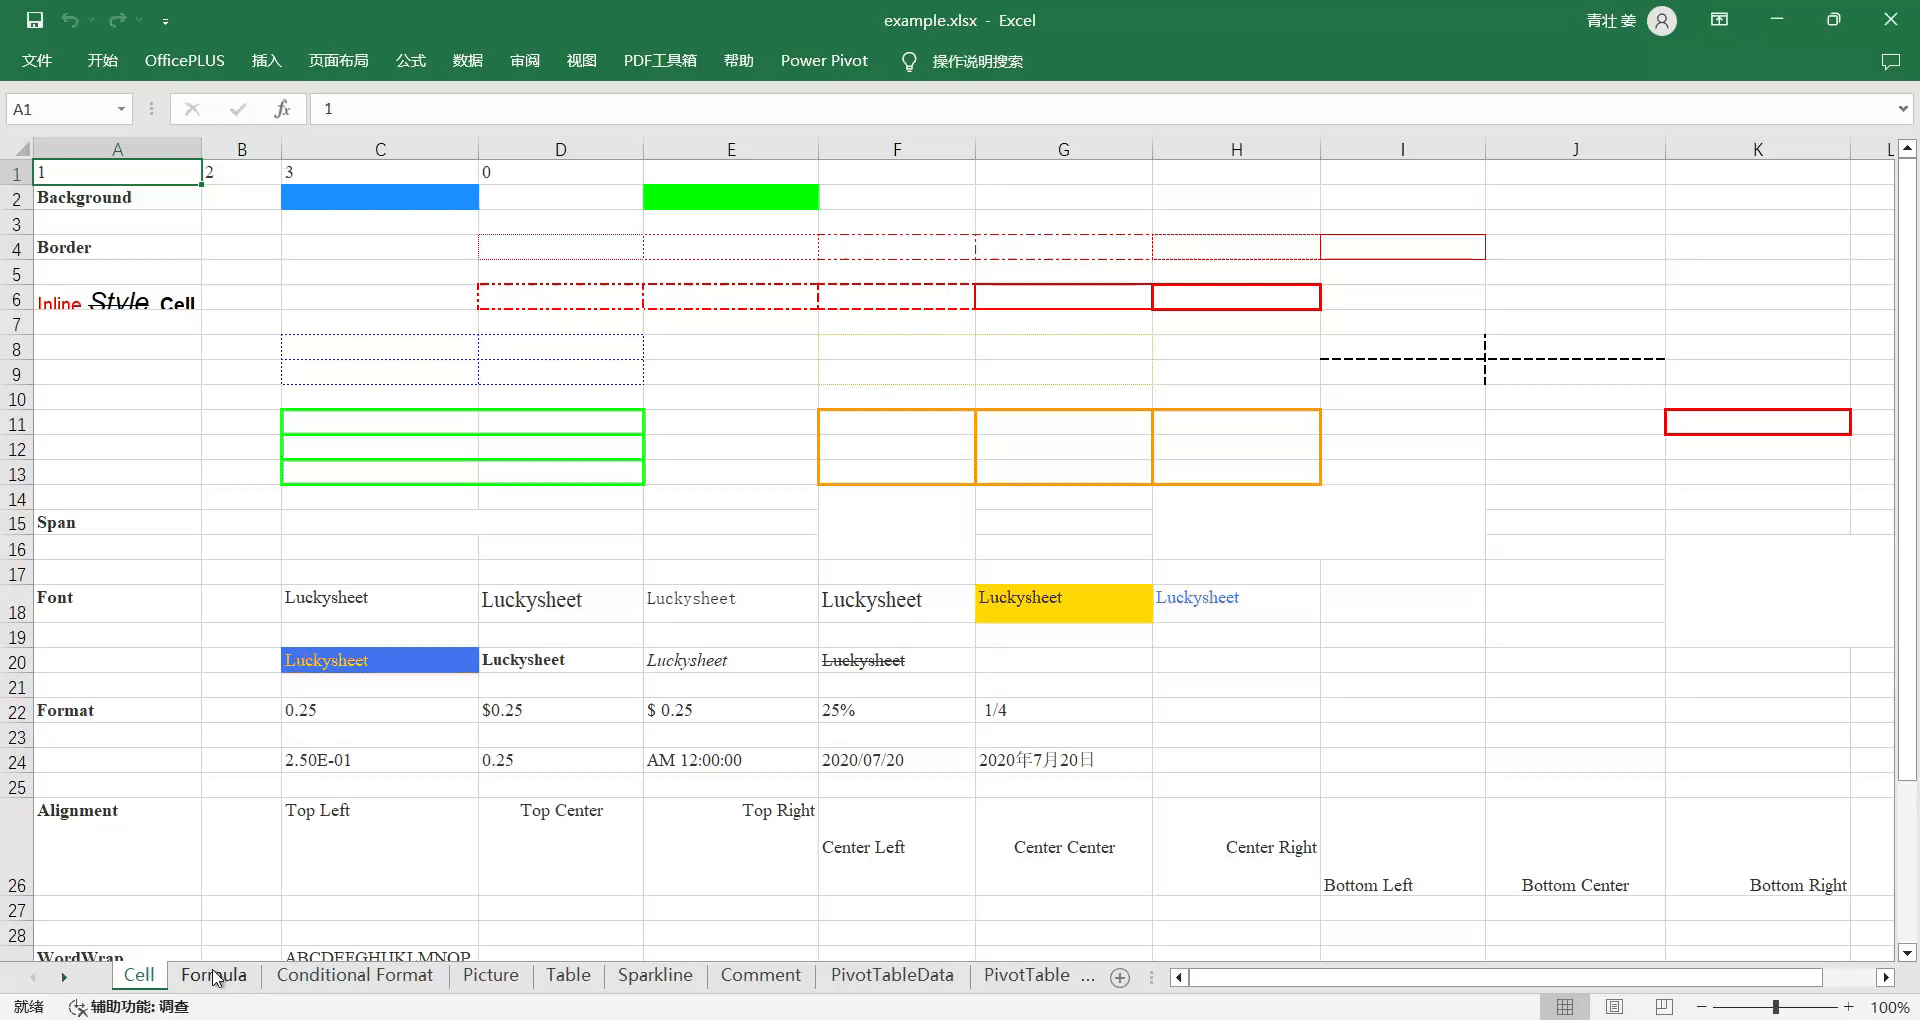 example.xlsx - Excel
青壮 姜
文件 开始 OfficePLUS 插入 页面布局 公式 数据 审阅 视图 PDF工具箱 帮助 Power Pivot 操作说明搜索
A1 fx 1
A B C D E F G H I J K L
1 1 2 3 0
2 Background
3
4 Border
5
6 Inline Style Cell
7
8
9
10
11
12
13
14
15 Span
16
17
18 Font Luckysheet Luckysheet Luckysheet Luckysheet Luckysheet Luckysheet
19
20 Luckysheet Luckysheet Luckysheet Luckysheet
21
22 Format 0.25 $0.25 $ 0.25 25% 1/4
23
24 2.50E-01 0.25 AM 12:00:00 2020/07/20 2020年7月20日
25
Alignment Top Left Top Center Top Right
Center Left Center Center Center Right
26 Bottom Left Bottom Center Bottom Right
27
28
WordWrap ABCDEFGHIJKLMNOP
Cell Formula Conditional Format Picture Table Sparkline Comment PivotTableData PivotTable ...
就绪 辅助功能: 调查 100%